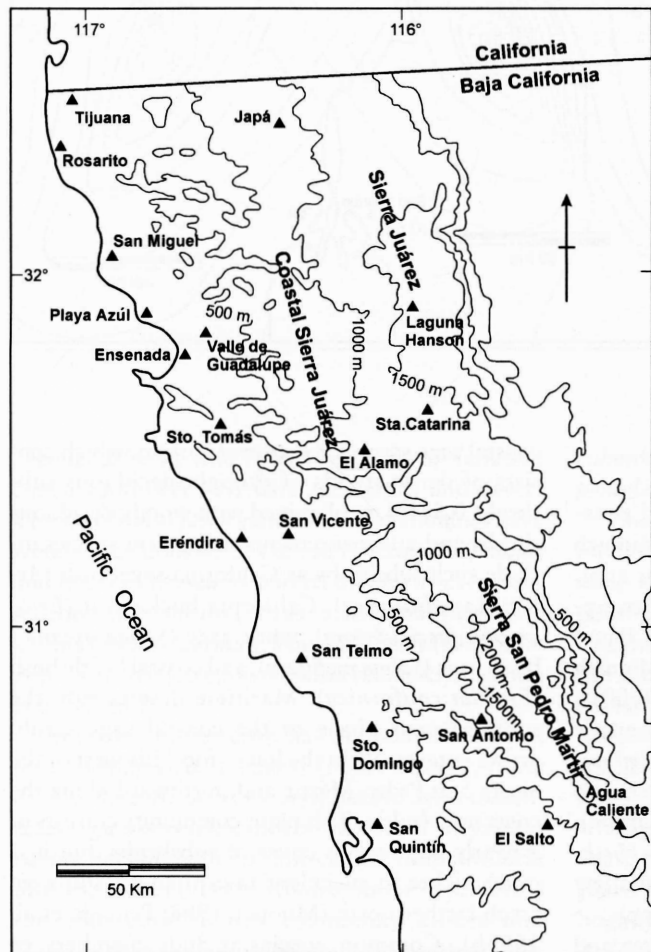 117°
116°
California
Baja California
Tijuana
Japá
Rosarito
Sierra Juárez
San Miguel
32°
Coastal Sierra Juárez
Playa Azúl
500 m
1000 m
Laguna
Hanson
Ensenada
Valle de
Guadalupe
1500 m
Sto. Tomás
Sta.Catarina
El Alamo
San Vicente
Eréndira
Pacific Ocean
1000 m
31°
500 m
500 m
Sierra San Pedro Mártir
2000m
1500m
San Telmo
San Antonio
Sto.
Domingo
Agua
Caliente
San
Quintín
El Salto
50 Km